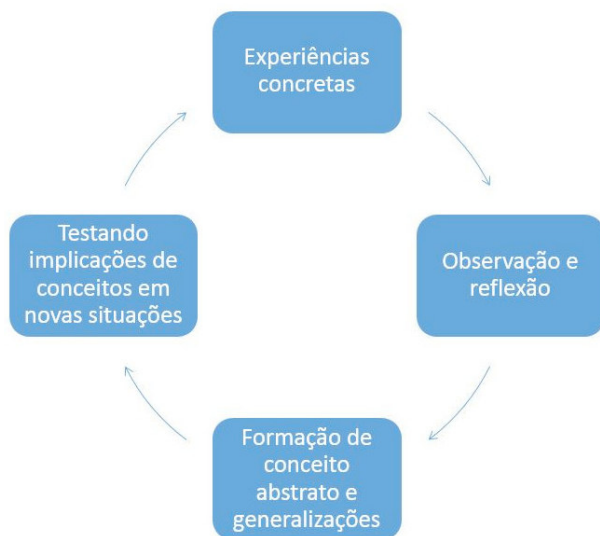 Experiências
concretas
Observação e
reflexão
Formação de
conceito
abstrato e
generalizações
Testando
implicações de
conceitos em
novas situações